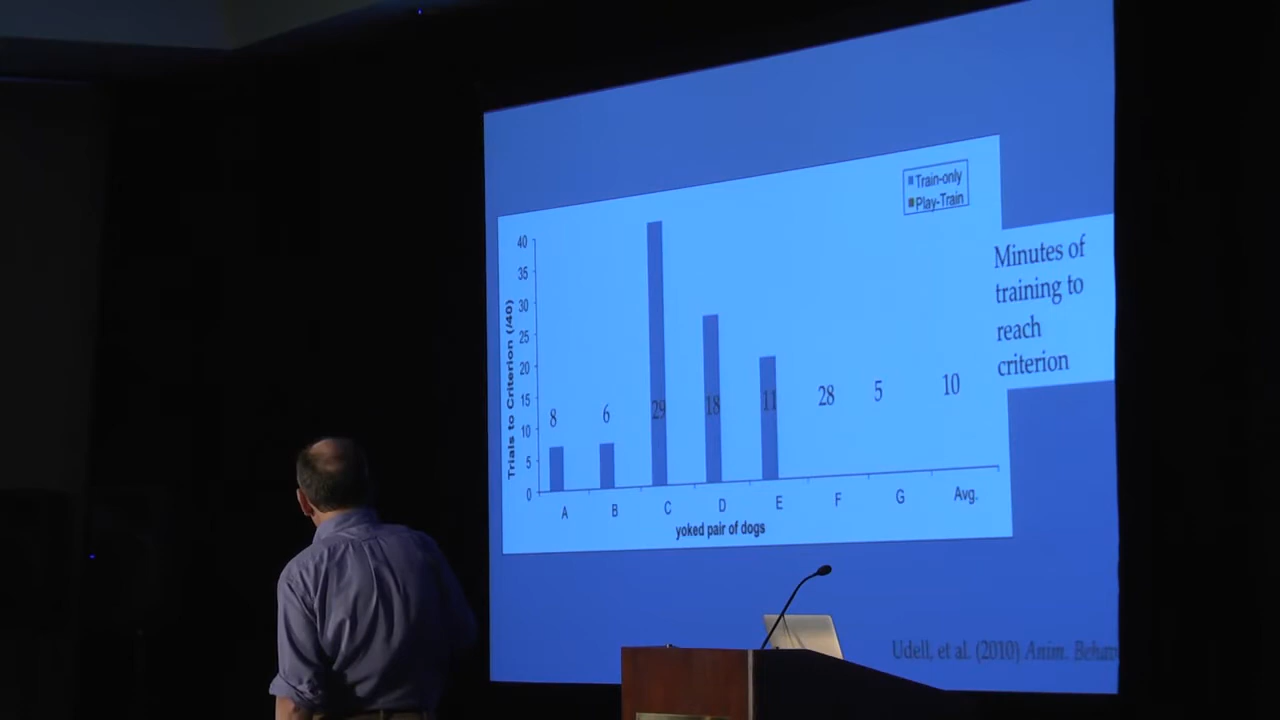 Train-only
Play-Train
Minutes of
training to
reach
criterion
Trials to Criterion (/40)
40
35
30
25
20
15
10
5
0
8 6 29 18 11 28 5 10
A B C D E F G Avg.
yoked pair of dogs
Udell, et al. (2010) Anim. Behav